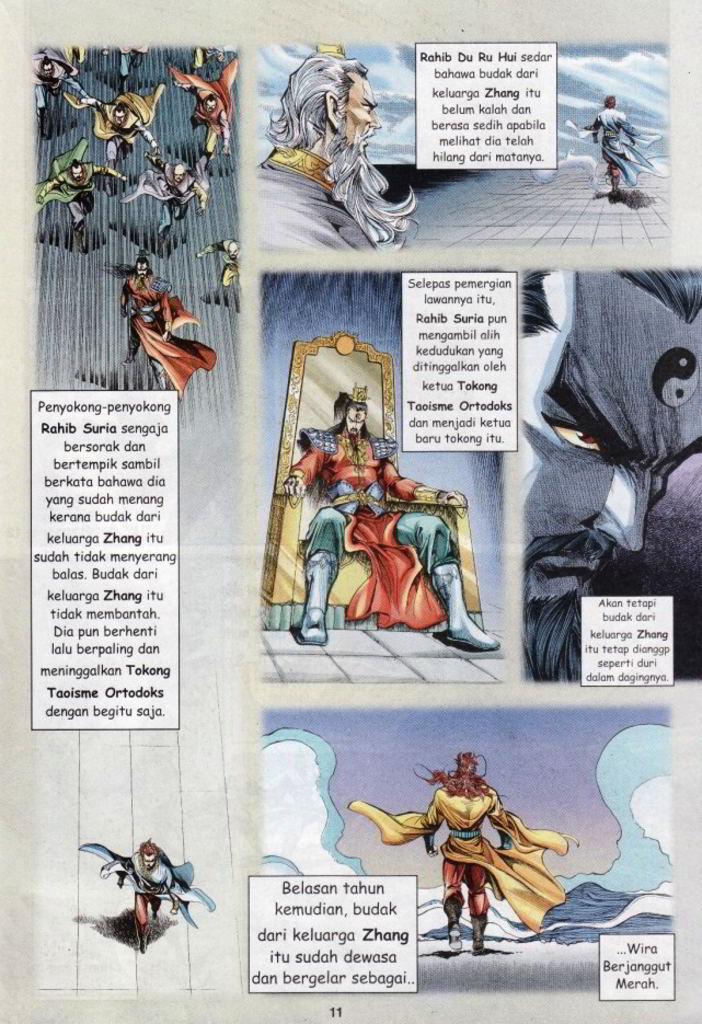 Penyokong-penyokong
Rahib Suria sengaja
bersorak dan
bertempik sambil
berkata bahawa dia
yang sudah menang
kerana budak dari
keluarga Zhang itu
sudah tidak menyerang
balas. Budak dari
keluarga Zhang itu
tidak membantah.
Dia pun berhenti
lalu berpaling dan
meninggalkan Tokong
Taoisme Ortodoks
dengan begitu saja.
Rahib Du Ru Hui sedar
bahawa budak dari
keluarga Zhang itu
belum kalah dan
berasa sedih apabila
melihat dia telah
hilang dari matanya.
Selepas pemergian
lawannya itu,
Rahib Suria pun
mengambil alih
kedudukan yang
ditinggalkan oleh
ketua Tokong
Taoisme Ortodoks
dan menjadi ketua
baru tokong itu.
Akan tetapi
budak dari
keluarga Zhang
itu tetap dianggp
seperti duri
dalam dagingnya.
Belasan tahun
kemudian, budak
dari keluarga Zhang
itu sudah dewasa
dan bergelar sebagai..
...Wira
Berjanggut
Merah.
11